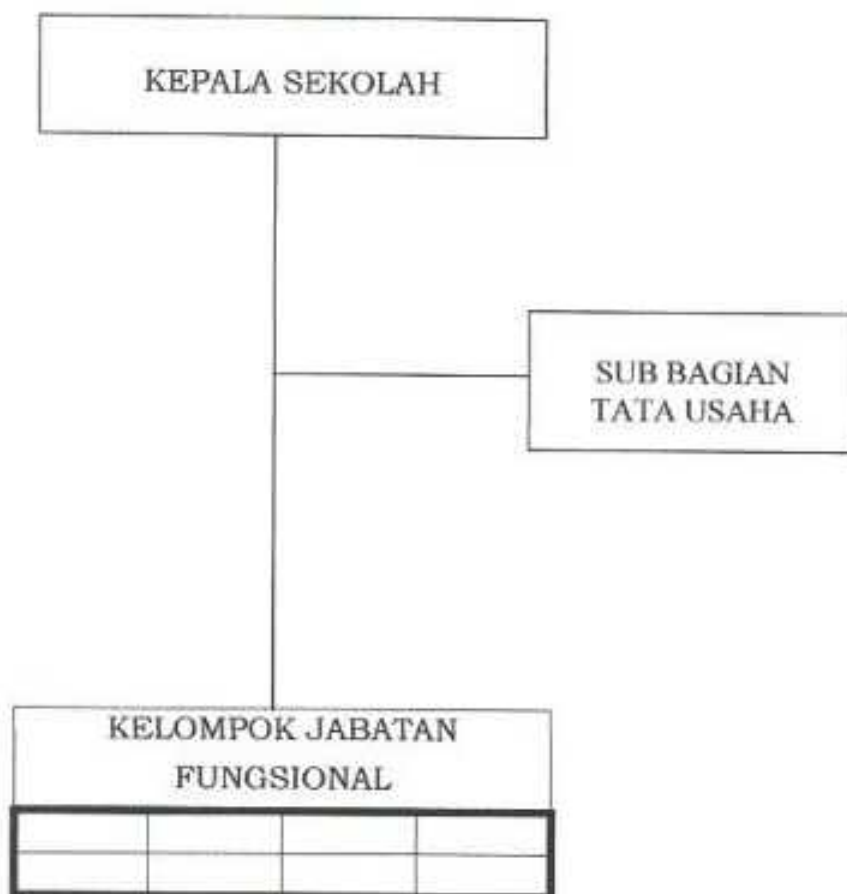 KEPALA SEKOLAH
SUB BAGIAN
TATA USAHA
KELOMPOK JABATAN
FUNGSIONAL